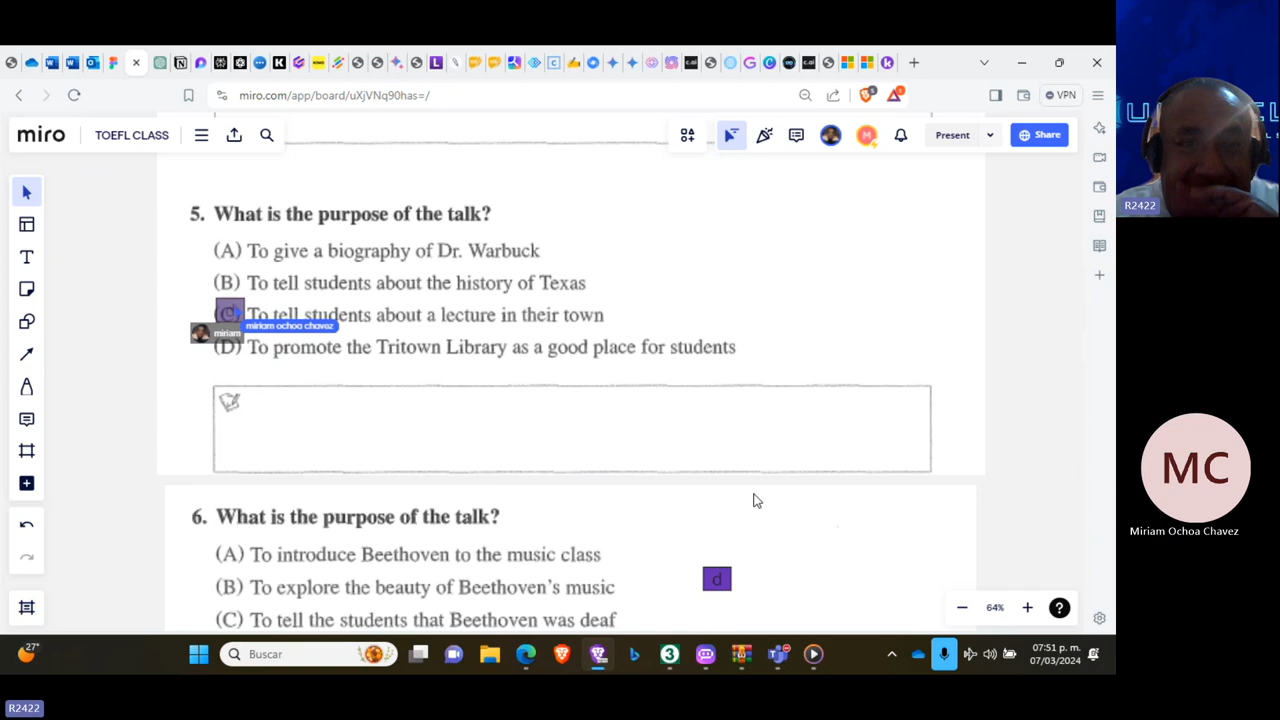 miro.com/app/board/uXjVNq90has=/
VPN
miro
TOEFL CLASS
Present
Share
5. What is the purpose of the talk?
(A) To give a biography of Dr. Warbuck
(B) To tell students about the history of Texas
(C) To tell students about a lecture in their town
miriam
miriam ochoa chavez
(D) To promote the Tritown Library as a good place for students
6. What is the purpose of the talk?
(A) To introduce Beethoven to the music class
(B) To explore the beauty of Beethoven's music
d
(C) To tell the students that Beethoven was deaf
64%
27°
Buscar
07:51 p. m.
07/03/2024
R2422
MC
Miriam Ochoa Chavez
R2422